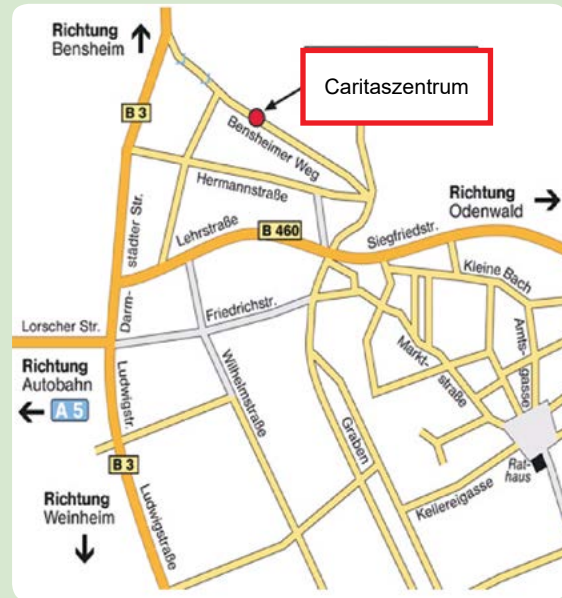 Richtung
Bensheim
Caritaszentrum
B 3
Bensheimer Weg
Hermannstraße
Richtung
Odenwald
Darm-
städter Str.
Lehrstraße
B 460
Siegfriedstr.
Kleine Bach
Friedrichstr.
Lorscher Str.
Richtung
Autobahn
A 5
Ludwigstr.
Wilhelmstraße
Graben
Markt-
straße
Amts-
gasse
B 3
Rat-
haus
Kellereigasse
Richtung
Weinheim
Ludwigstraße